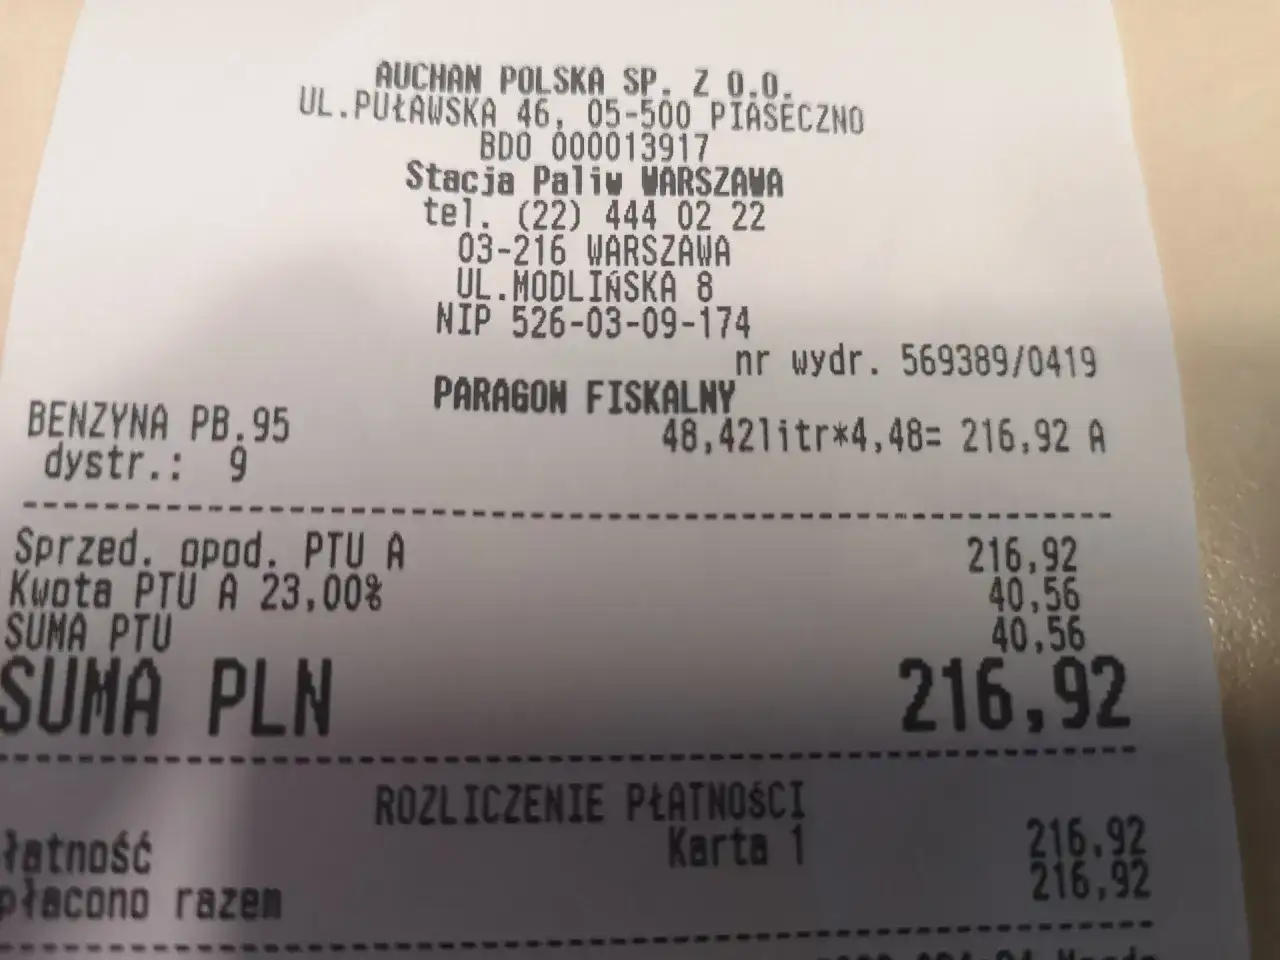 AUCHAN POLSKA SP. Z O.O.
UL.PUŁAWSKA 46, 05-500 PIASECZNO
BDO 000013917
Stacja Paliw WARSZAWA
tel. (22) 444 02 22
03-216 WARSZAWA
UL.MODLIŃSKA 8
NIP 526-03-09-174
nr wydr. 569389/0419
PARAGON FISKALNY
BENZYNA PB.95 48,42litr*4,48= 216,92 A
dystr.: 9
Sprzed. opod. PTU A 216,92
Kwota PTU A 23,00% 40,56
SUMA PTU 40,56
SUMA PLN 216,92
ROZLICZENIE PŁATNOŚCI
łatność Karta 1 216,92
płacono razem 216,92